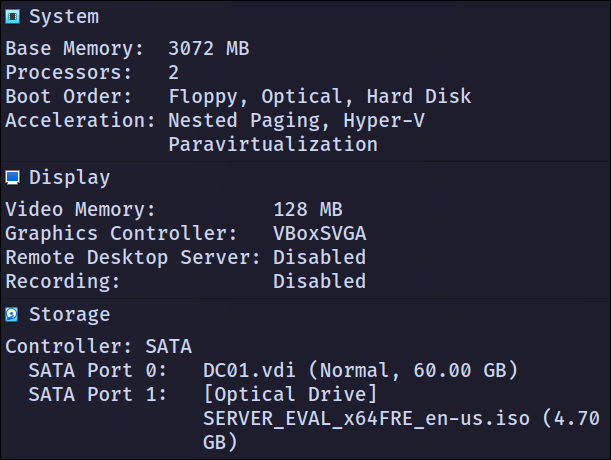 System
Base Memory: 3072 MB
Processors: 2
Boot Order: Floppy, Optical, Hard Disk
Acceleration: Nested Paging, Hyper-V
Paravirtualization
Display
Video Memory: 128 MB
Graphics Controller: VBoxSVGA
Remote Desktop Server: Disabled
Recording: Disabled
Storage
Controller: SATA
SATA Port 0: DC01.vdi (Normal, 60.00 GB)
SATA Port 1: [Optical Drive]
SERVER_EVAL_x64FRE_en-us.iso (4.70
GB)